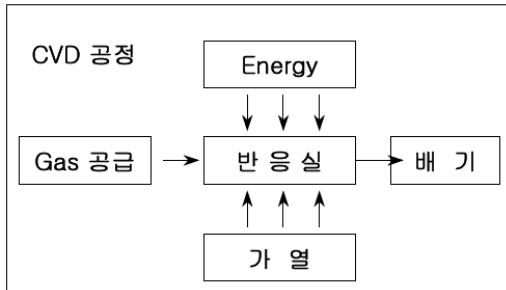 CVD 공정
Energy
Gas 공급
반 응 실
배 기
가 열